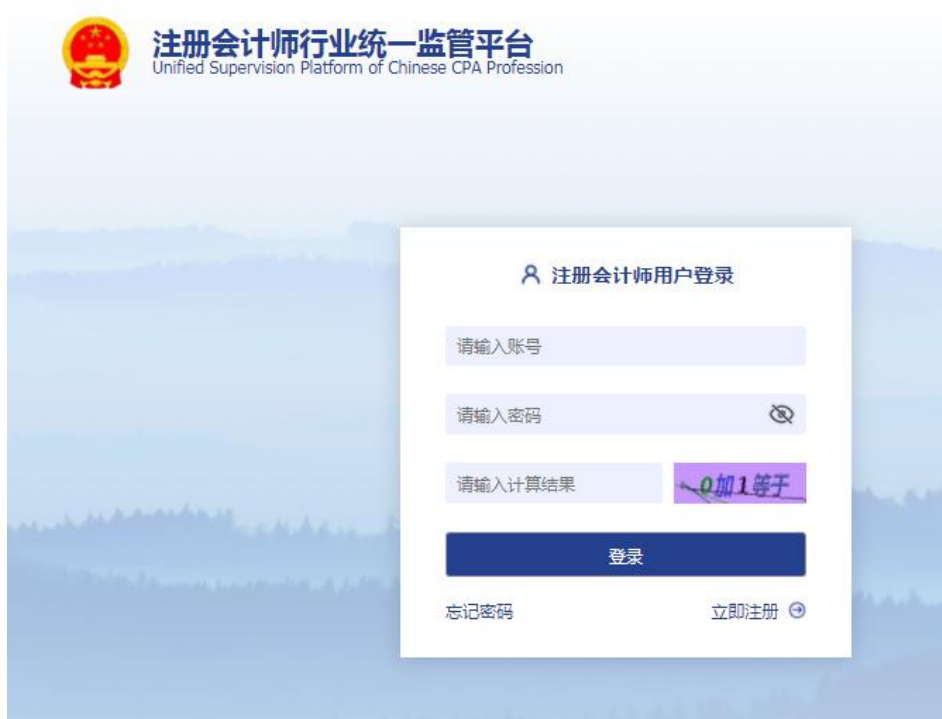 注册会计师行业统一监管平台
Unified Supervision Platform of Chinese CPA Profession
注册会计师用户登录
请输入账号
请输入密码
请输入计算结果
0加1等于
登录
忘记密码
立即注册